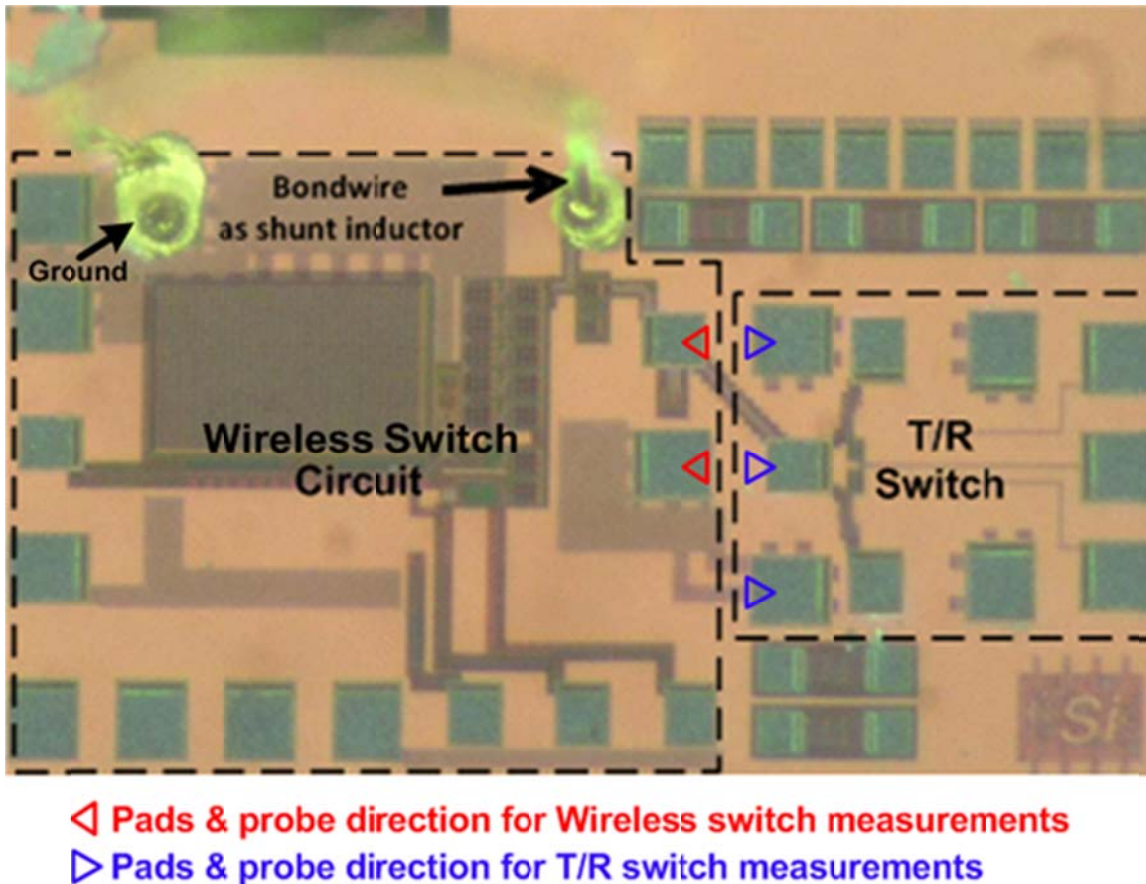 Bondwire
as shunt inductor
Ground
Wireless Switch
Circuit
T/R
Switch
Si
Pads & probe direction for Wireless switch measurements
Pads & probe direction for T/R switch measurements